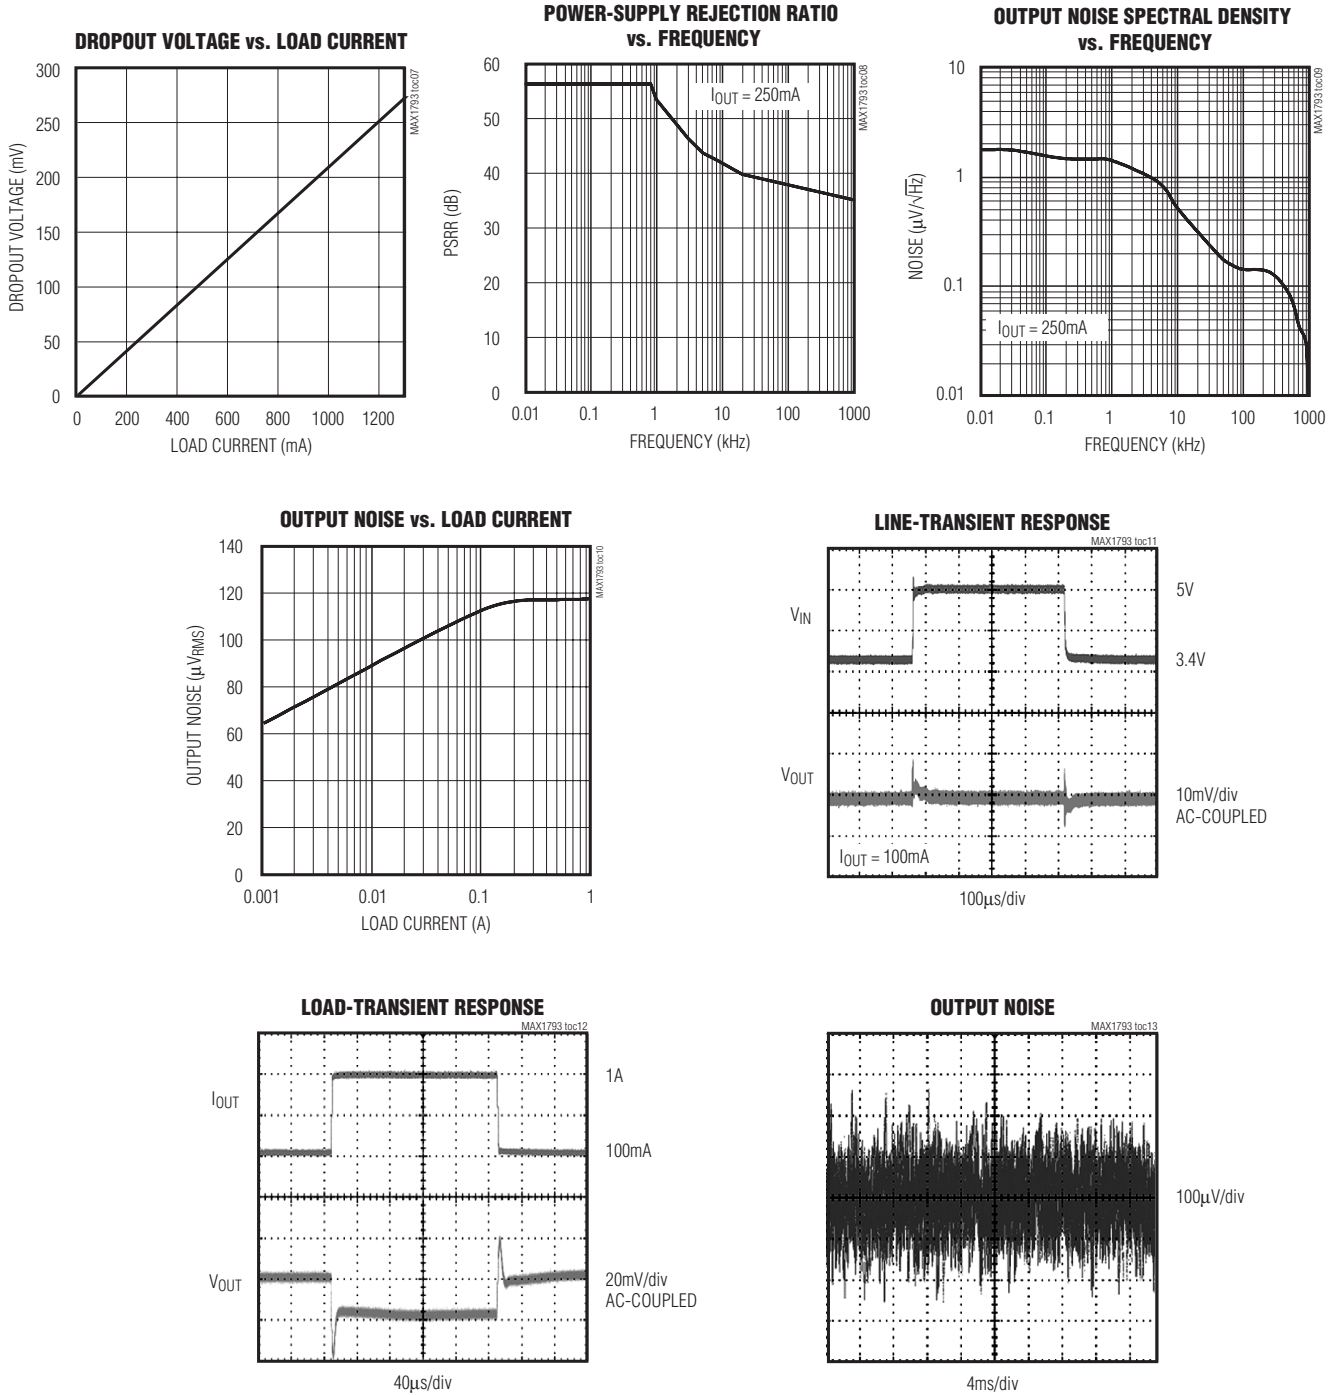 DROPOUT VOLTAGE vs. LOAD CURRENT
MAX1793 toc07
DROPOUT VOLTAGE (mV)
300
250
200
150
100
50
0
0 200 400 600 800 1000 1200
LOAD CURRENT (mA)
POWER-SUPPLY REJECTION RATIO
vs. FREQUENCY
MAX1793 toc08
IOUT = 250mA
PSRR (dB)
60
50
40
30
20
10
0
0.01 0.1 1 10 100 1000
FREQUENCY (kHz)
OUTPUT NOISE SPECTRAL DENSITY
vs. FREQUENCY
MAX1793 toc09
NOISE (μV/√Hz)
10
1
0.1
0.01
IOUT = 250mA
0.01 0.1 1 10 100 1000
FREQUENCY (kHz)
OUTPUT NOISE vs. LOAD CURRENT
MAX1793 toc10
OUTPUT NOISE (μVRMS)
140
120
100
80
60
40
20
0
0.001 0.01 0.1 1
LOAD CURRENT (A)
LINE-TRANSIENT RESPONSE
MAX1793 toc11
VIN
5V
3.4V
VOUT
10mV/div
AC-COUPLED
IOUT = 100mA
100μs/div
LOAD-TRANSIENT RESPONSE
MAX1793 toc12
IOUT
1A
100mA
VOUT
20mV/div
AC-COUPLED
40μs/div
OUTPUT NOISE
MAX1793 toc13
100μV/div
4ms/div